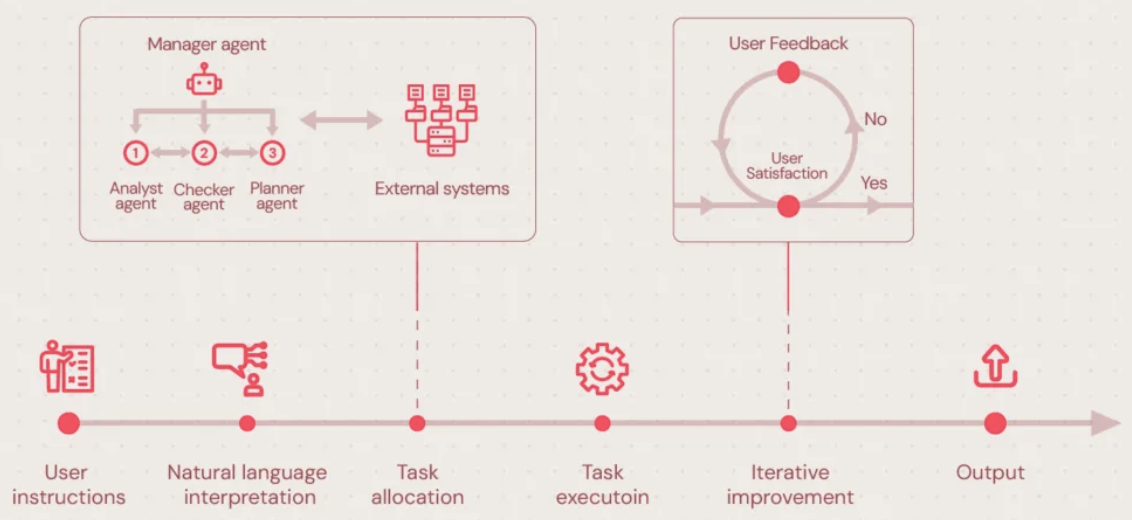 Manager agent
1
2
3
Analyst
agent
Checker
agent
Planner
agent
External systems
User Feedback
No
User
Satisfaction
Yes
User
instructions
Natural language
interpretation
Task
allocation
Task
executoin
Iterative
improvement
Output